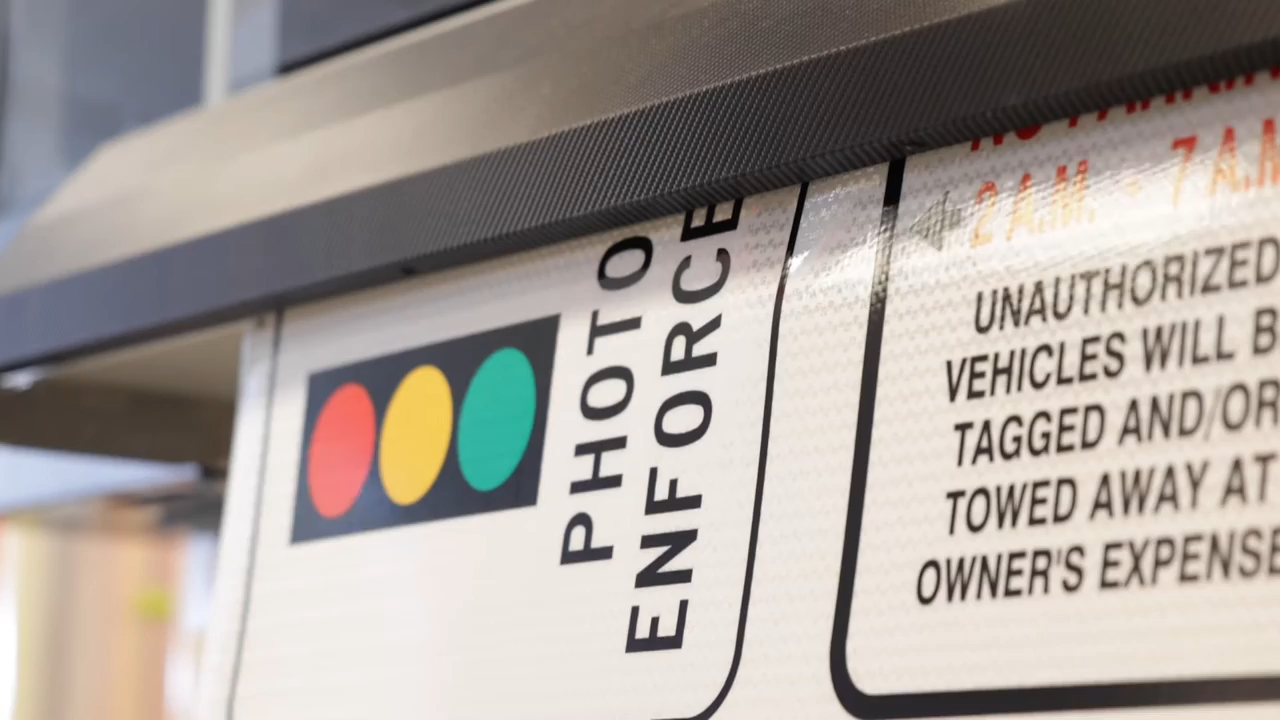 PHOTO
ENFORCE
2 A.M. - 7 A.M
UNAUTHORIZED
VEHICLES WILL B
TAGGED AND/OR
TOWED AWAY AT
OWNER'S EXPENSE